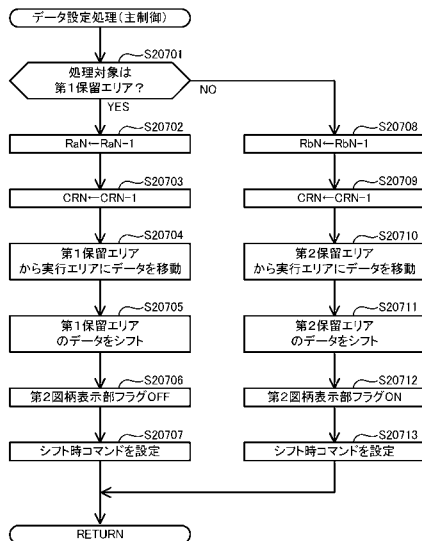 データ設定処理(主制御)
S20701
処理対象は
第1保留エリア?
NO
YES
S20702
RaN←RaN-1
S20703
CRN←CRN-1
S20704
第1保留エリア
から実行エリアにデータを移動
S20705
第1保留エリア
のデータをシフト
S20706
第2図柄表示部フラグOFF
S20707
シフト時コマンドを設定
S20708
RbN←RbN-1
S20709
CRN←CRN-1
S20710
第2保留エリア
から実行エリアにデータを移動
S20711
第2保留エリア
のデータをシフト
S20712
第2図柄表示部フラグON
S20713
シフト時コマンドを設定
RETURN